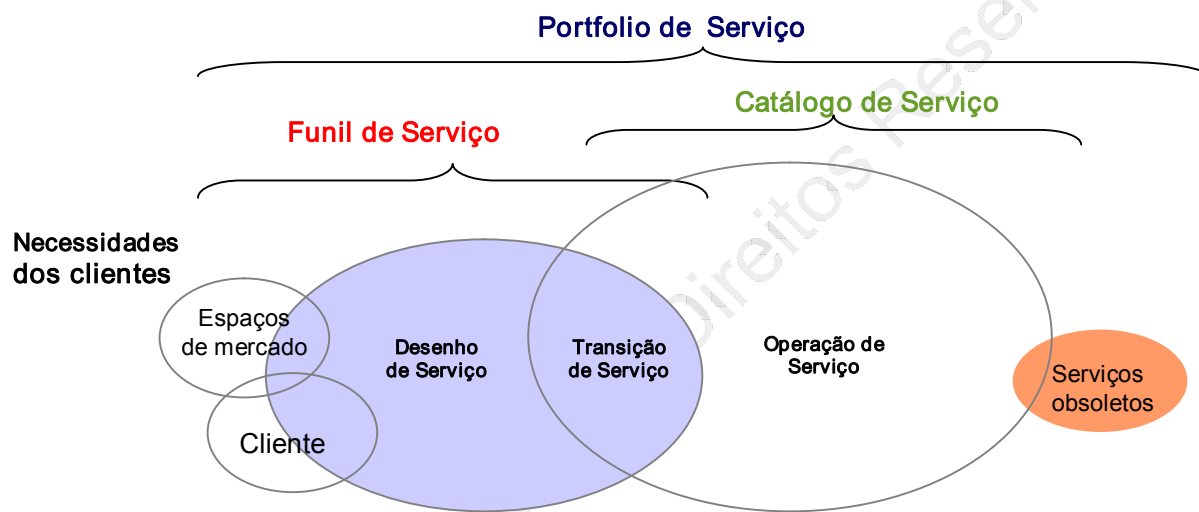 Portfolio de Serviço
Catálogo de Serviço
Funil de Serviço
Necessidades
dos clientes
Espaços
de mercado
Cliente
Desenho
de Serviço
Transição
de Serviço
Operação de
Serviço
Serviços
obsoletos
Direitos